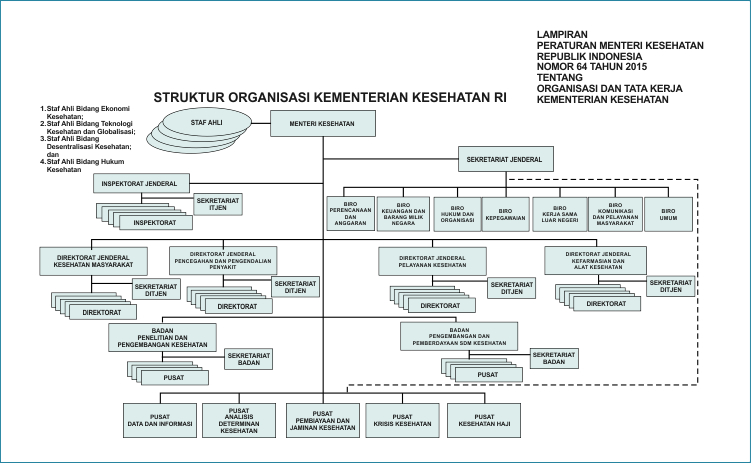 LAMPIRAN
PERATURAN MENTERI KESEHATAN
REPUBLIK INDONESIA
NOMOR 64 TAHUN 2015
TENTANG
ORGANISASI DAN TATA KERJA
KEMENTERIAN KESEHATAN
STRUKTUR ORGANISASI KEMENTERIAN KESEHATAN RI
1. Staf Ahli Bidang Ekonomi
Kesehatan;
2. Staf Ahli Bidang Teknologi
Kesehatan dan Globalisasi;
3. Staf Ahli Bidang
Desentralisasi Kesehatan;
dan
4. Staf Ahli Bidang Hukum
Kesehatan
STAF AHLI
MENTERI KESEHATAN
SEKRETARIAT JENDERAL
INSPEKTORAT JENDERAL
SEKRETARIAT
ITJEN
INSPEKTORAT
BIRO
PERENCANAAN
DAN
ANGGARAN
BIRO
KEUANGAN DAN
BARANG MILIK
NEGARA
BIRO
HUKUM DAN
ORGANISASI
BIRO
KEPEGAWAIAN
BIRO
KERJA SAMA
LUAR NEGERI
BIRO
KOMUNIKASI
DAN PELAYANAN
MASYARAKAT
BIRO
UMUM
DIREKTORAT JENDERAL
KESEHATAN MASYARAKAT
SEKRETARIAT
DITJEN
DIREKTORAT
DIREKTORAT JENDERAL
PENCEGAHAN DAN PENGENDALIAN
PENYAKIT
SEKRETARIAT
DITJEN
DIREKTORAT
DIREKTORAT JENDERAL
PELAYANAN KESEHATAN
SEKRETARIAT
DITJEN
DIREKTORAT
DIREKTORAT JENDERAL
KEFARMASIAN DAN
ALAT KESEHATAN
SEKRETARIAT
DITJEN
DIREKTORAT
BADAN
PENELITIAN DAN
PENGEMBANGAN KESEHATAN
SEKRETARIAT
BADAN
PUSAT
BADAN
PENGEMBANGAN DAN
PEMBERDAYAAN SDM KESEHATAN
SEKRETARIAT
BADAN
PUSAT
PUSAT
DATA DAN INFORMASI
PUSAT
ANALISIS
DETERMINAN
KESEHATAN
PUSAT
PEMBIAYAAN DAN
JAMINAN KESEHATAN
PUSAT
KRISIS KESEHATAN
PUSAT
KESEHATAN HAJI